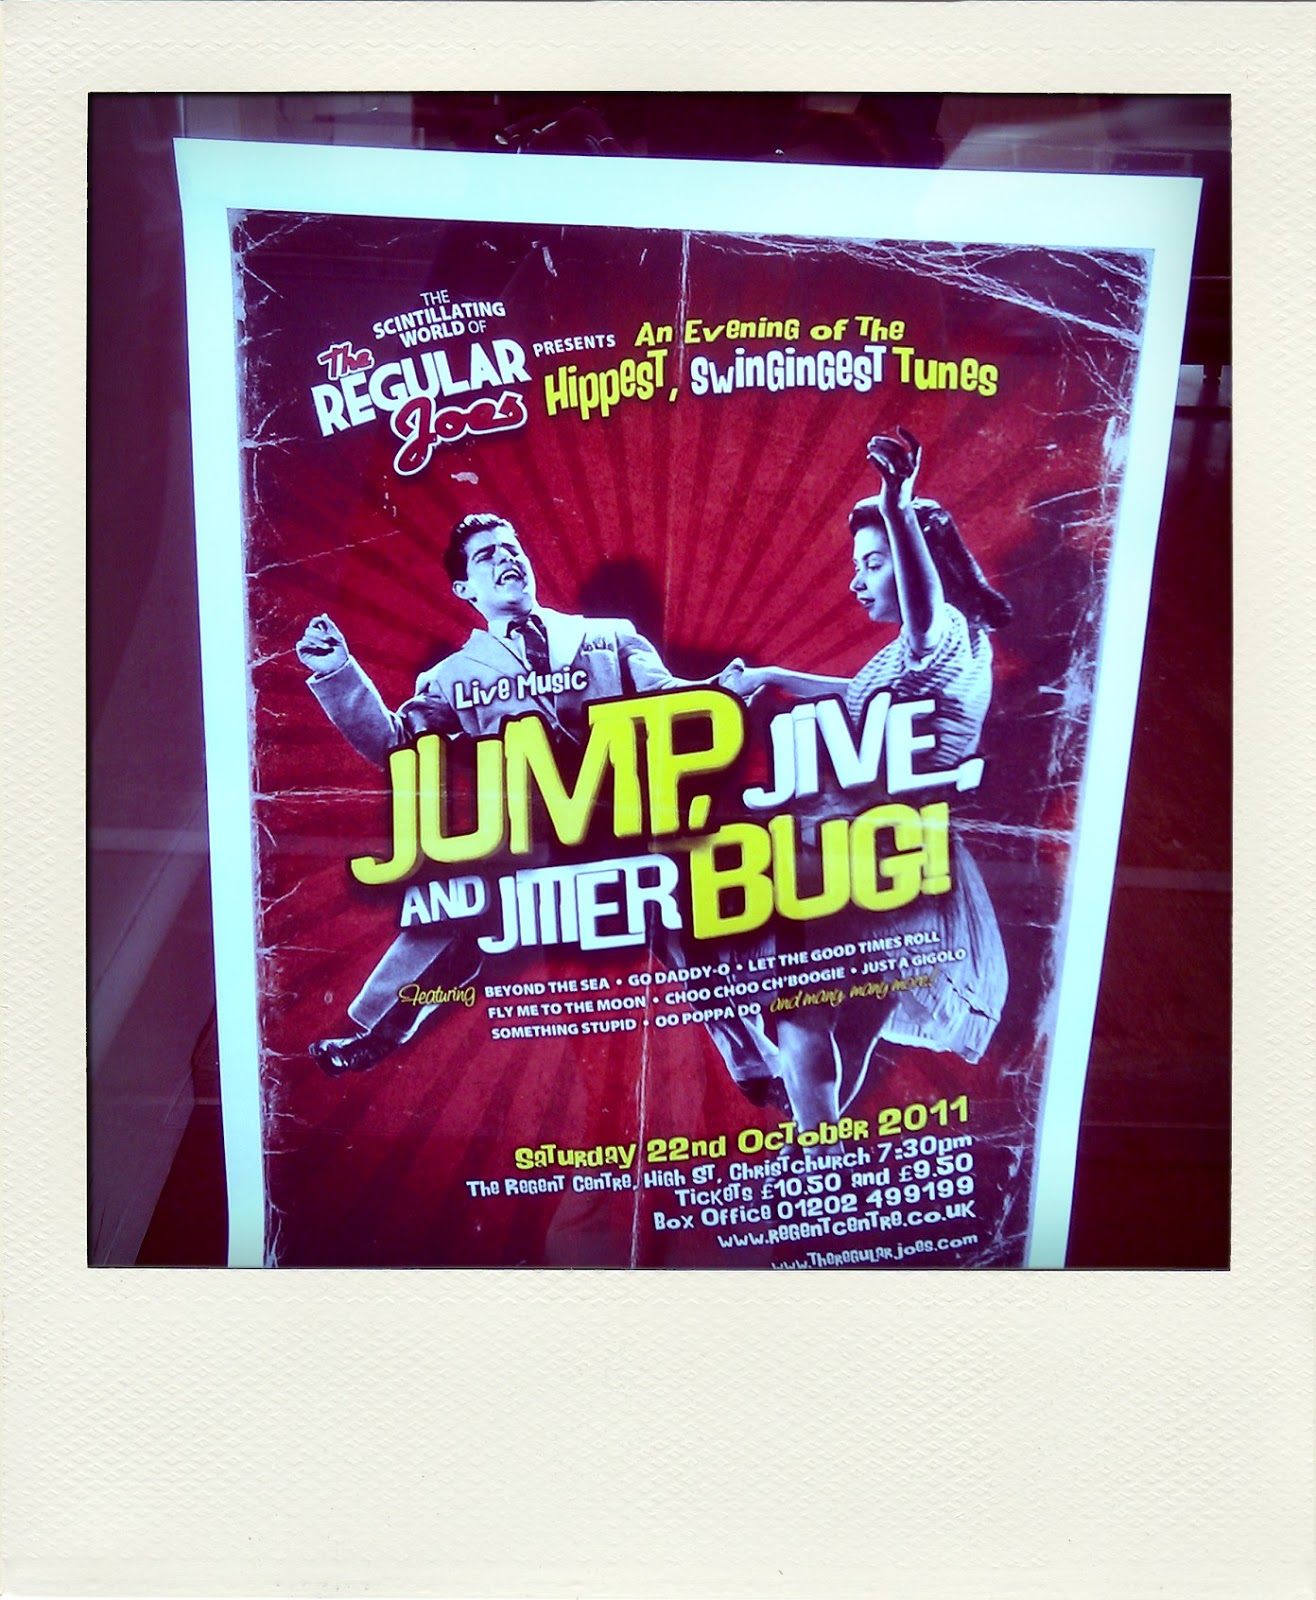 THE
SCINTILLATING
WORLD OF
The
REGULAR
Joes
PRESENTS
An Evening of The
Hippest, Swingingest Tunes
Live Music
JUMP, JIVE,
AND JITTER BUG!
Featuring
BEYOND THE SEA • GO DADDY-O • LET THE GOOD TIMES ROLL
FLY ME TO THE MOON • CHOO CHOO CH'BOOGIE • JUST A GIGOLO
SOMETHING STUPID • OO POPPA DO and many, many more!
Saturday 22nd October 2011
The Regent Centre, High St, Christchurch 7:30pm
Tickets £10.50 and £9.50
Box Office 01202 499199
www.regentcentre.co.uk
www.Theregularjoes.com